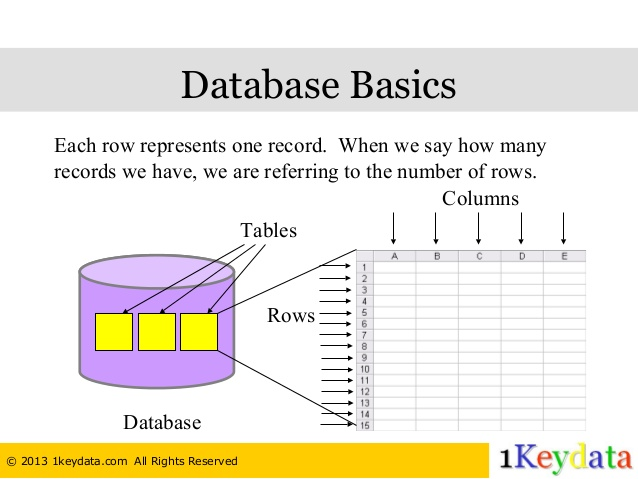 Database Basics
Each row represents one record.  When we say how many
records we have, we are referring to the number of rows.
Columns
Tables
A B C D E
1
2
3
4
5
6
7
8
9
10
11
12
13
14
15
Rows
Database
© 2013 1keydata.com  All Rights Reserved
1Keydata